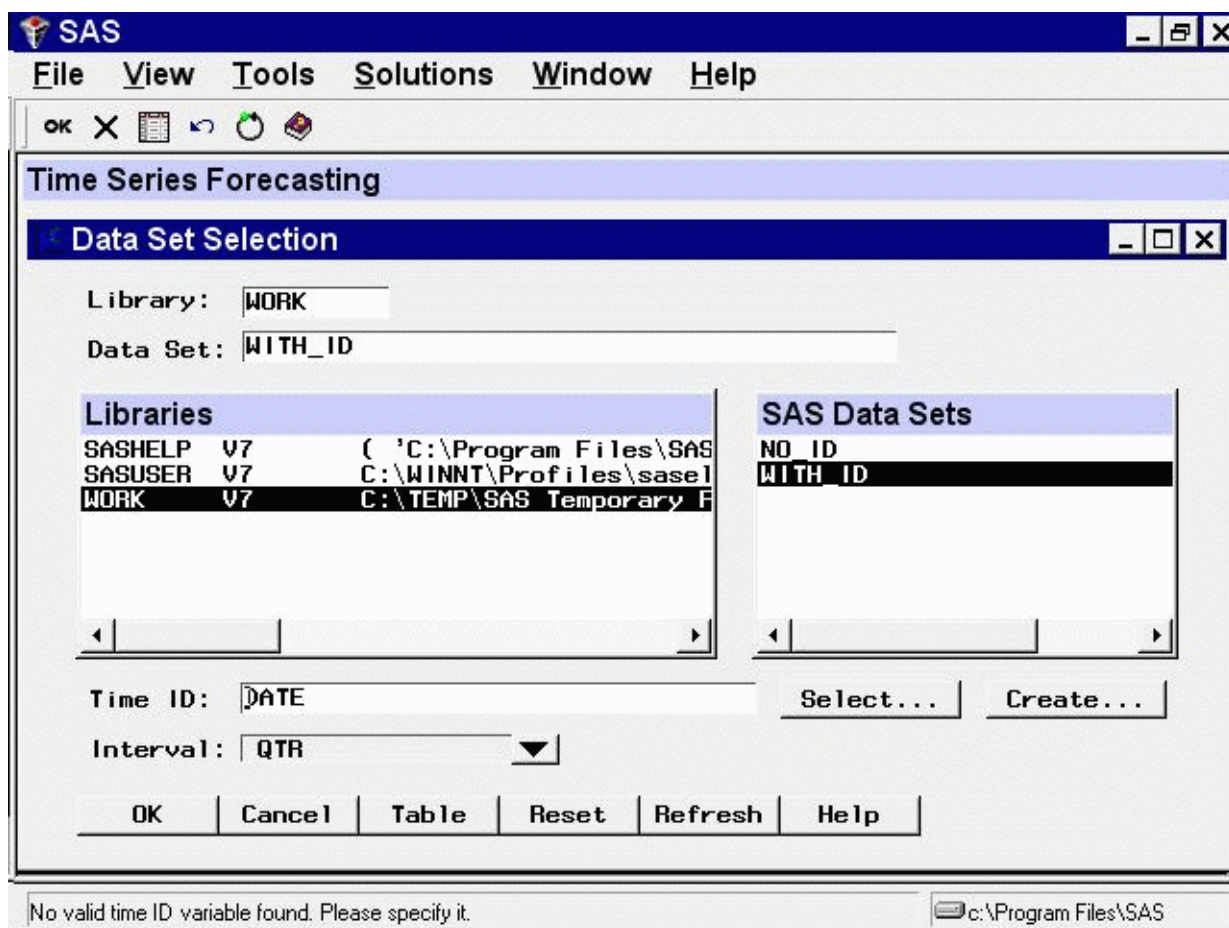 SAS
File View Tools Solutions Window Help
OK
Time Series Forecasting
Data Set Selection
Library: WORK
Data Set: WITH_ID
Libraries
SASHELP V7 ( 'C:\Program Files\SAS
SASUSER V7 C:\WINNT\Profiles\sasel
WORK V7 C:\TEMP\SAS Temporary F
SAS Data Sets
NO_ID
WITH_ID
Time ID: DATE Select... Create...
Interval: QTR
OK Cancel Table Reset Refresh Help
No valid time ID variable found. Please specify it. c:\Program Files\SAS